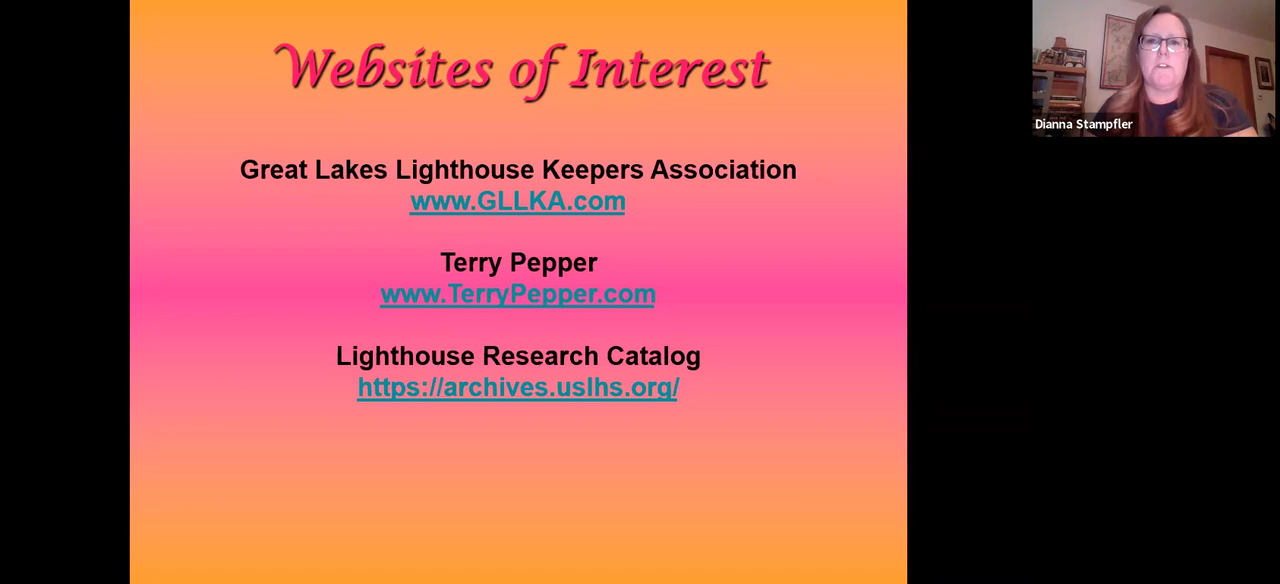 Websites of Interest
Great Lakes Lighthouse Keepers Association
www.GLLKA.com
Terry Pepper
www.TerryPepper.com
Lighthouse Research Catalog
https://archives.uslhs.org/
Dianna Stampfler